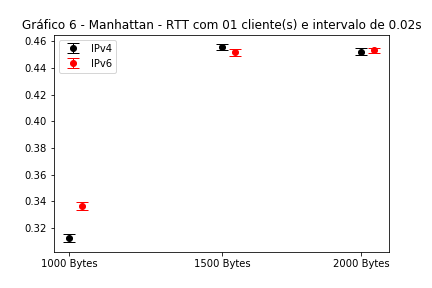 Gráfico 6 - Manhattan - RTT com 01 cliente(s) e intervalo de 0.02s
0.46
0.44
0.42
0.40
0.38
0.36
0.34
0.32
IPv4
IPv6
1000 Bytes
1500 Bytes
2000 Bytes